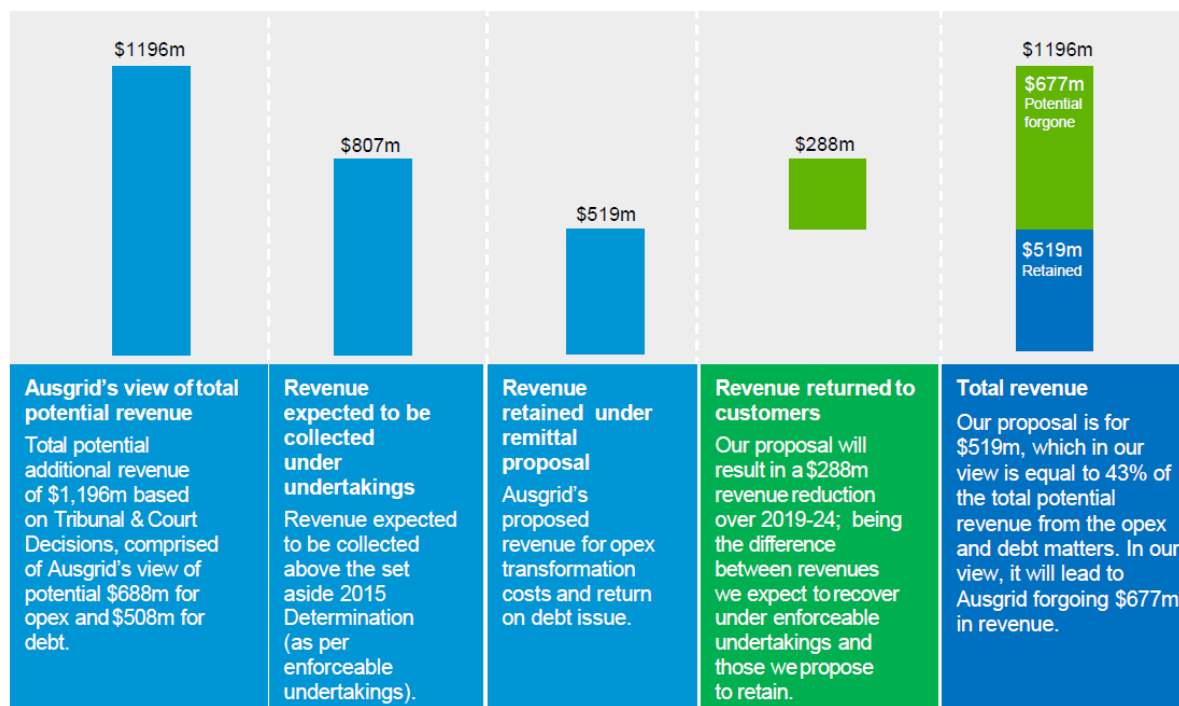 $1196m
$807m
$519m
$288m
$1196m
$677m
Potential
forgone
$519m
Retained
Ausgrid's view of total
potential revenue
Total potential
additional revenue
of $1,196m based
on Tribunal & Court
Decisions, comprised
of Ausgrid's view of
potential $688m for
opex and $508m for
debt.
Revenue
expected to be
collected
under
undertakings
Revenue expected
to be collected
above the set
aside 2015
Determination
(as per
enforceable
undertakings).
Revenue
retained under
remittal
proposal
Ausgrid's
proposed
revenue for opex
transformation
costs and return
on debt issue.
Revenue returned to
customers
Our proposal will
result in a $288m
revenue reduction
over 2019-24; being
the difference
between revenues
we expect to recover
under enforceable
undertakings and
those we propose
to retain.
Total revenue
Our proposal is for
$519m, which in our
view is equal to 43% of
the total potential
revenue from the opex
and debt matters. In our
view, it will lead to
Ausgrid forgoing $677m
in revenue.